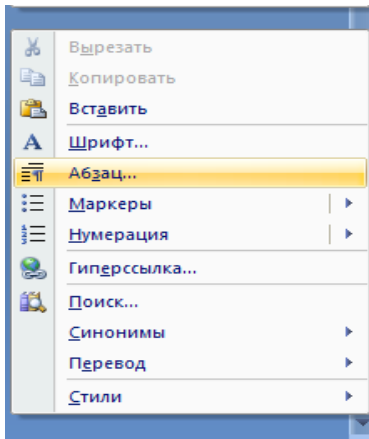 Вырезать
Копировать
Вставить
Шрифт...
Абзац...
Маркеры
Нумерация
Гиперссылка...
Поиск...
Синонимы
Перевод
Стили